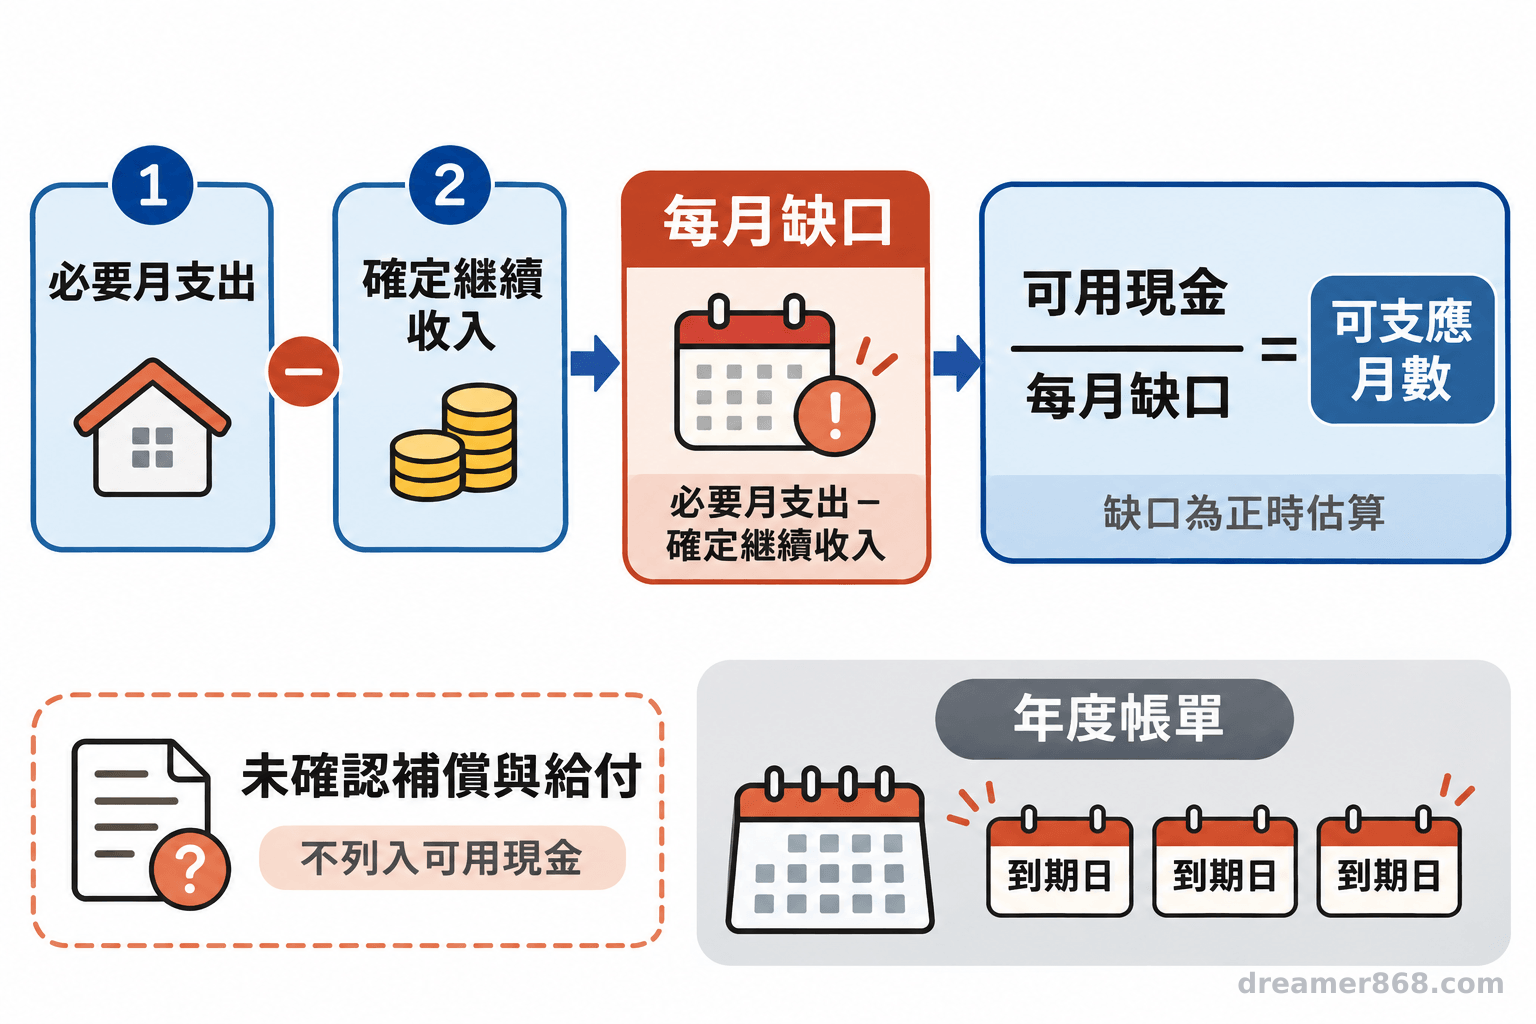 1
必要月支出
−
2
確定繼續
收入
每月缺口
!
必要月支出－
確定繼續收入
可用現金
每月缺口
=
可支應
月數
缺口為正時估算
?
未確認補償與給付
不列入可用現金
年度帳單
到期日
到期日
到期日
dreamer868.com